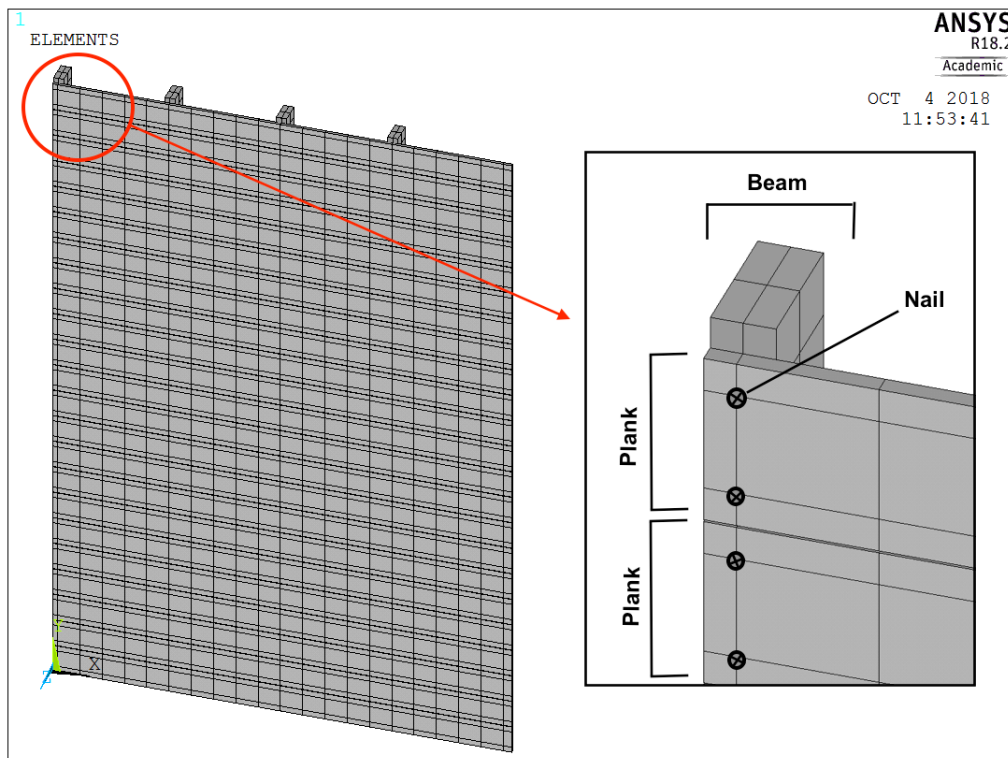 1
ELEMENTS
ANSYS
R18.2
Academic
OCT 4 2018
11:53:41
Beam
Nail
Plank
Plank
Y
Z
X